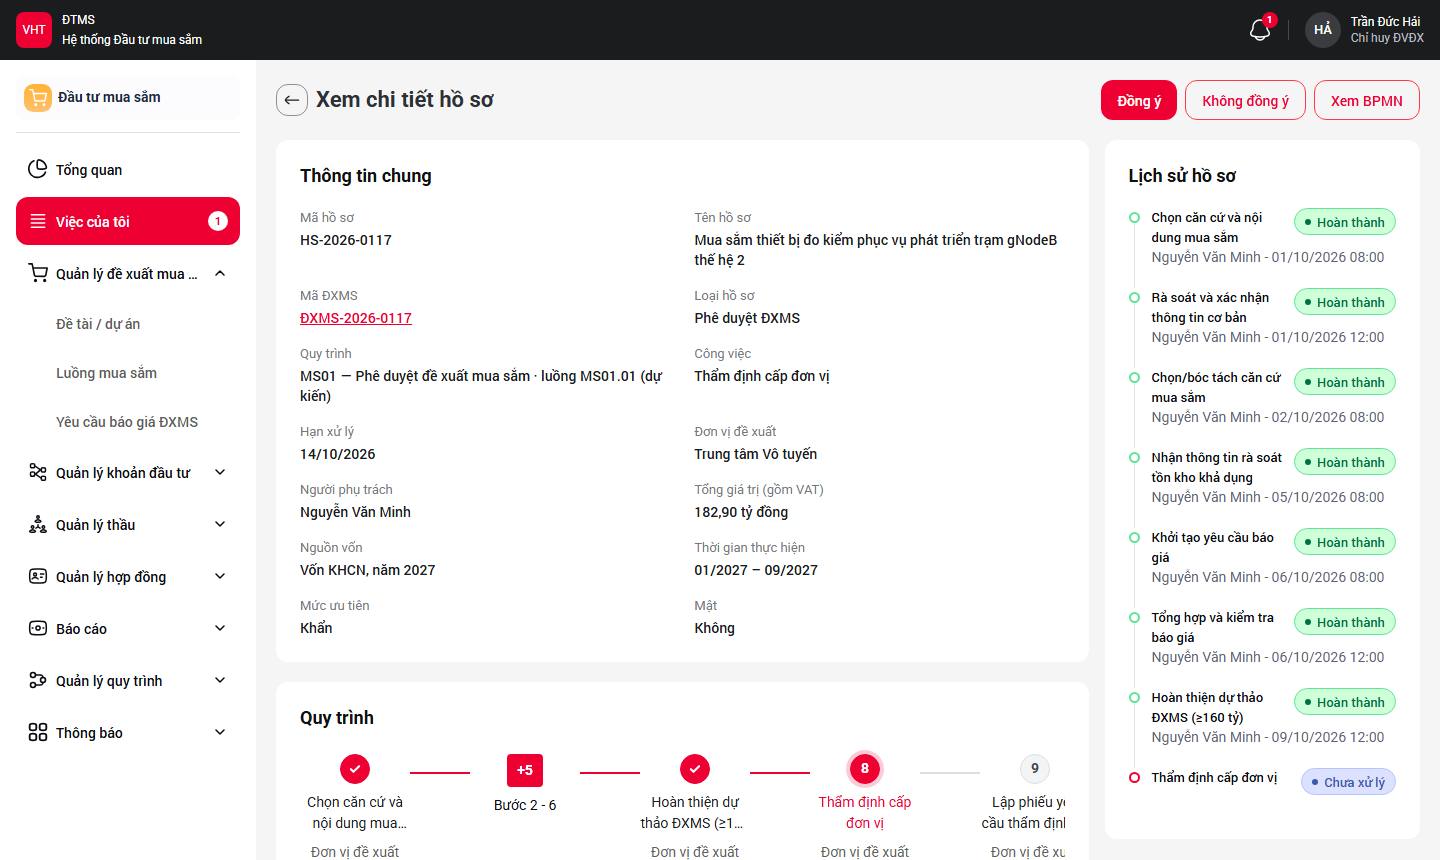 VHT
ĐTMS
Hệ thống Đầu tư mua sắm
1
HẢ
Trần Đức Hải
Chỉ huy ĐVĐX
Đầu tư mua sắm
Tổng quan
Việc của tôi
1
Quản lý đề xuất mua ...
Đề tài / dự án
Luồng mua sắm
Yêu cầu báo giá ĐXMS
Quản lý khoản đầu tư
Quản lý thầu
Quản lý hợp đồng
Báo cáo
Quản lý quy trình
Thông báo
Xem chi tiết hồ sơ
Đồng ý
Không đồng ý
Xem BPMN
Thông tin chung
Mã hồ sơ
HS-2026-0117
Tên hồ sơ
Mua sắm thiết bị đo kiểm phục vụ phát triển trạm gNodeB
thế hệ 2
Mã ĐXMS
ĐXMS-2026-0117
Loại hồ sơ
Phê duyệt ĐXMS
Quy trình
MS01 — Phê duyệt đề xuất mua sắm · luồng MS01.01 (dự
kiến)
Công việc
Thẩm định cấp đơn vị
Hạn xử lý
14/10/2026
Đơn vị đề xuất
Trung tâm Vô tuyến
Người phụ trách
Nguyễn Văn Minh
Tổng giá trị (gồm VAT)
182,90 tỷ đồng
Nguồn vốn
Vốn KHCN, năm 2027
Thời gian thực hiện
01/2027 – 09/2027
Mức ưu tiên
Khẩn
Mật
Không
Quy trình
Chọn căn cứ và
nội dung mua...
Đơn vị đề xuất
+5
Bước 2 - 6
Hoàn thiện dự
thảo ĐXMS (≥1...
Đơn vị đề xuất
8
Thẩm định cấp
đơn vị
Đơn vị đề xuất
9
Lập phiếu yê
cầu thẩm định
Đơn vị đề xu
Lịch sử hồ sơ
Chọn căn cứ và nội
dung mua sắm
Hoàn thành
Nguyễn Văn Minh - 01/10/2026 08:00
Rà soát và xác nhận
thông tin cơ bản
Hoàn thành
Nguyễn Văn Minh - 01/10/2026 12:00
Chọn/bóc tách căn cứ
mua sắm
Hoàn thành
Nguyễn Văn Minh - 02/10/2026 08:00
Nhận thông tin rà soát
tồn kho khả dụng
Hoàn thành
Nguyễn Văn Minh - 05/10/2026 08:00
Khởi tạo yêu cầu báo
giá
Hoàn thành
Nguyễn Văn Minh - 06/10/2026 08:00
Tổng hợp và kiểm tra
báo giá
Hoàn thành
Nguyễn Văn Minh - 06/10/2026 12:00
Hoàn thiện dự thảo
ĐXMS (≥160 tỷ)
Hoàn thành
Nguyễn Văn Minh - 09/10/2026 12:00
Thẩm định cấp đơn vị
Chưa xử lý